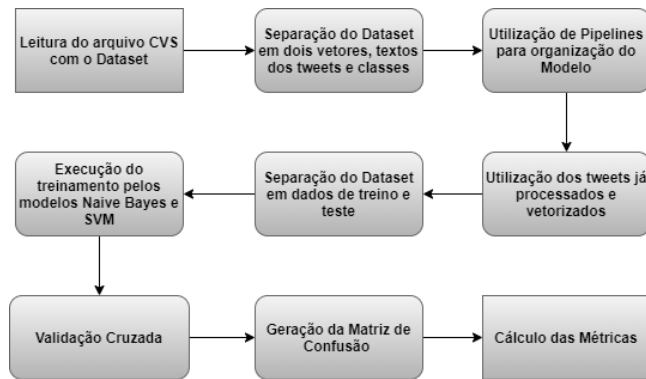 Leitura do arquivo CVS
com o Dataset
Separação do Dataset
em dois vetores, textos
dos tweets e classes
Utilização de Pipelines
para organização do
Modelo
Utilização dos tweets já
processados e
vetorizados
Separação do Dataset
em dados de treino e
teste
Execução do
treinamento pelos
modelos Naive Bayes e
SVM
Validação Cruzada
Geração da Matriz de
Confusão
Cálculo das Métricas